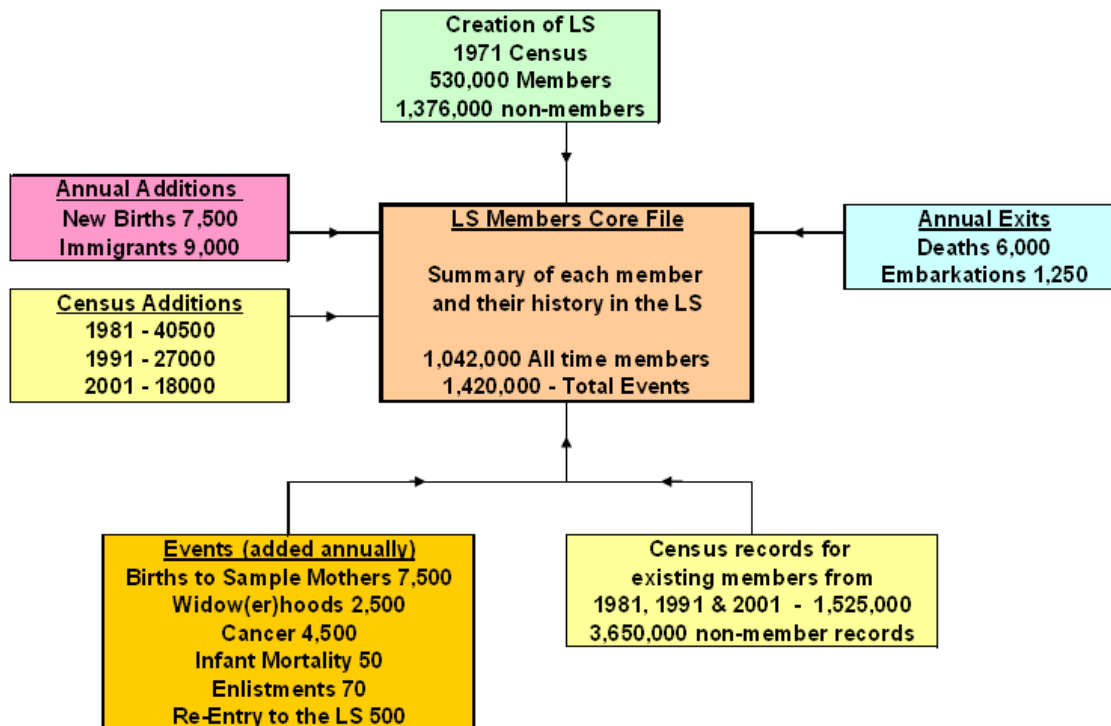 Creation of LS
1971 Census
530,000 Members
1,376,000 non-members
Annual Additions
New Births 7,500
Immigrants 9,000
LS Members Core File
Summary of each member
and their history in the LS
1,042,000 All time members
1,420,000 - Total Events
Annual Exits
Deaths 6,000
Embarkations 1,250
Census Additions
1981 - 40500
1991 - 27000
2001 - 18000
Events (added annually)
Births to Sample Mothers 7,500
Widow(er)hoods 2,500
Cancer 4,500
Infant Mortality 50
Enlistments 70
Re-Entry to the LS 500
Census records for
existing members from
1981, 1991 & 2001 - 1,525,000
3,650,000 non-member records